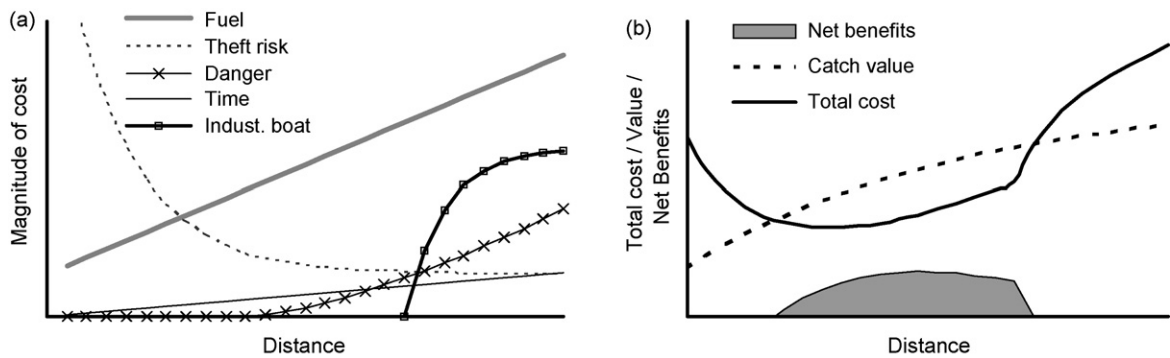 (a)
Fuel
Theft risk
Danger
Time
Indust. boat
Magnitude of cost
Distance
(b)
Net benefits
Catch value
Total cost
Total cost / Value /
Net Benefits
Distance